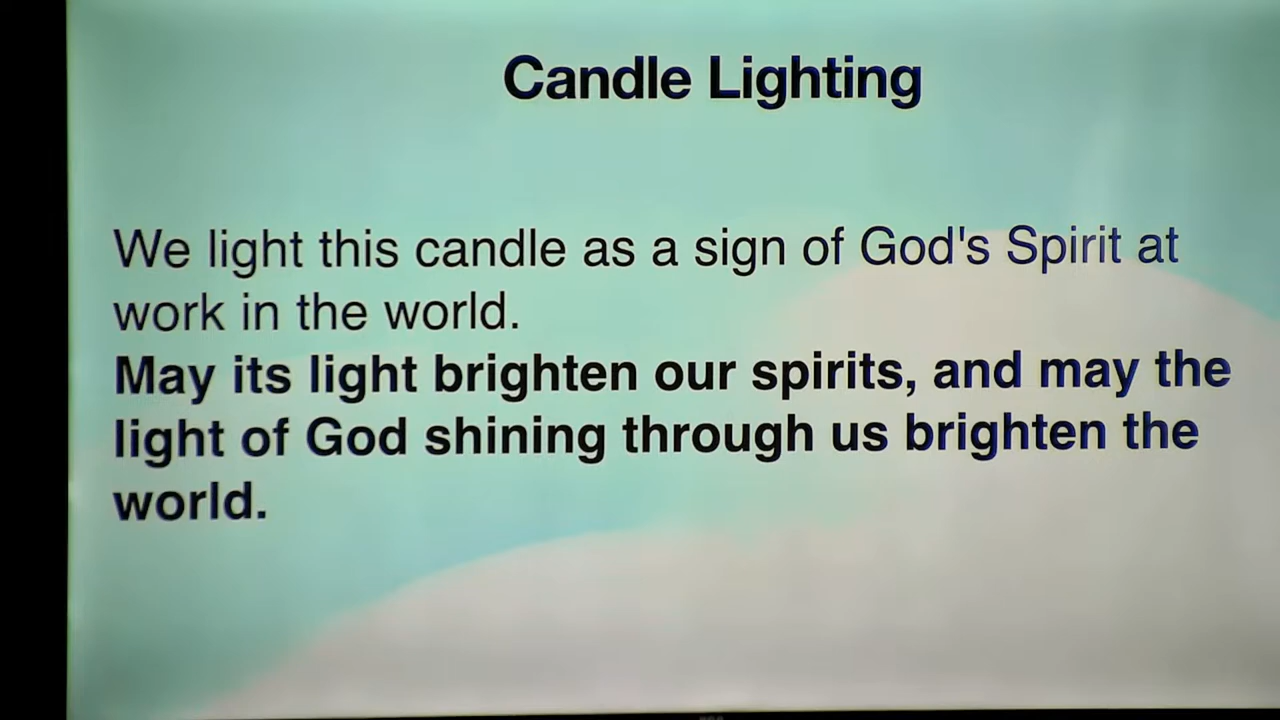 Candle Lighting
We light this candle as a sign of God's Spirit at
work in the world.
May its light brighten our spirits, and may the
light of God shining through us brighten the
world.